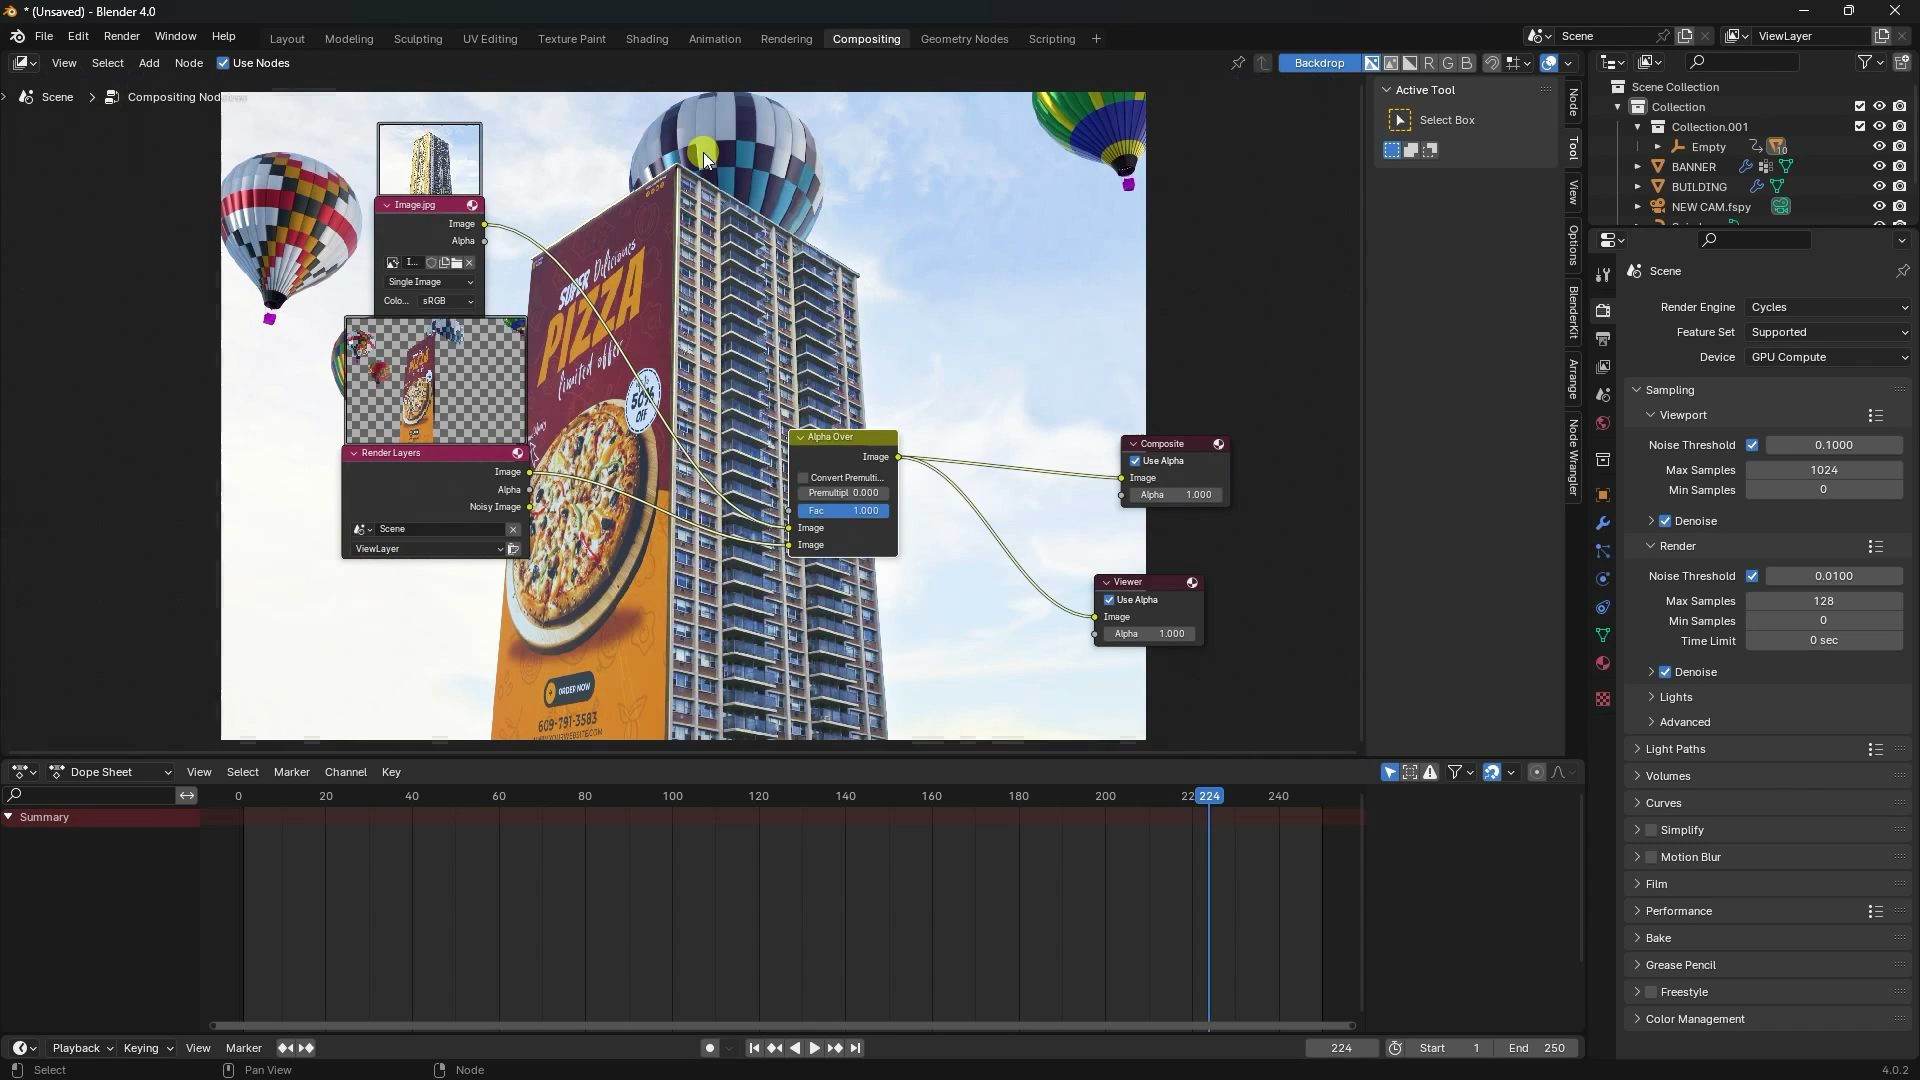 * (Unsaved) - Blender 4.0
File Edit Render Window Help
Layout Modeling Sculpting UV Editing Texture Paint Shading Animation Rendering Compositing Geometry Nodes Scripting +
Scene
ViewLayer
View Select Add Node Use Nodes
Backdrop
R G B
Scene > Compositing Nod
Active Tool
Select Box
Node
Tool
View
Options
BlenderKit
Arrange
Node Wrangler
Image.jpg
Image
Alpha
I...
Single Image
Colo... sRGB
Render Layers
Image
Alpha
Noisy Image
Scene
ViewLayer
SUPER Delicious
PIZZA
limited offer
50%
OFF
ORDER NOW
609-791-3583
Alpha Over
Image
Convert Premulti...
Premultipl 0.000
Fac 1.000
Image
Image
Composite
Use Alpha
Image
Alpha 1.000
Viewer
Use Alpha
Image
Alpha 1.000
Scene Collection
Collection
Collection.001
Empty
10
BANNER
BUILDING
NEW CAM.fspy
Scene
Render Engine Cycles
Feature Set Supported
Device GPU Compute
Sampling
Viewport
Noise Threshold 0.1000
Max Samples 1024
Min Samples 0
Denoise
Render
Noise Threshold 0.0100
Max Samples 128
Min Samples 0
Time Limit 0 sec
Denoise
Lights
Advanced
Light Paths
Volumes
Curves
Simplify
Motion Blur
Film
Performance
Bake
Grease Pencil
Freestyle
Color Management
Dope Sheet View Select Marker Channel Key
0 20 40 60 80 100 120 140 160 180 200 22 224 240
Summary
Playback Keying View Marker
224 Start 1 End 250
Select Pan View Node
4.0.2